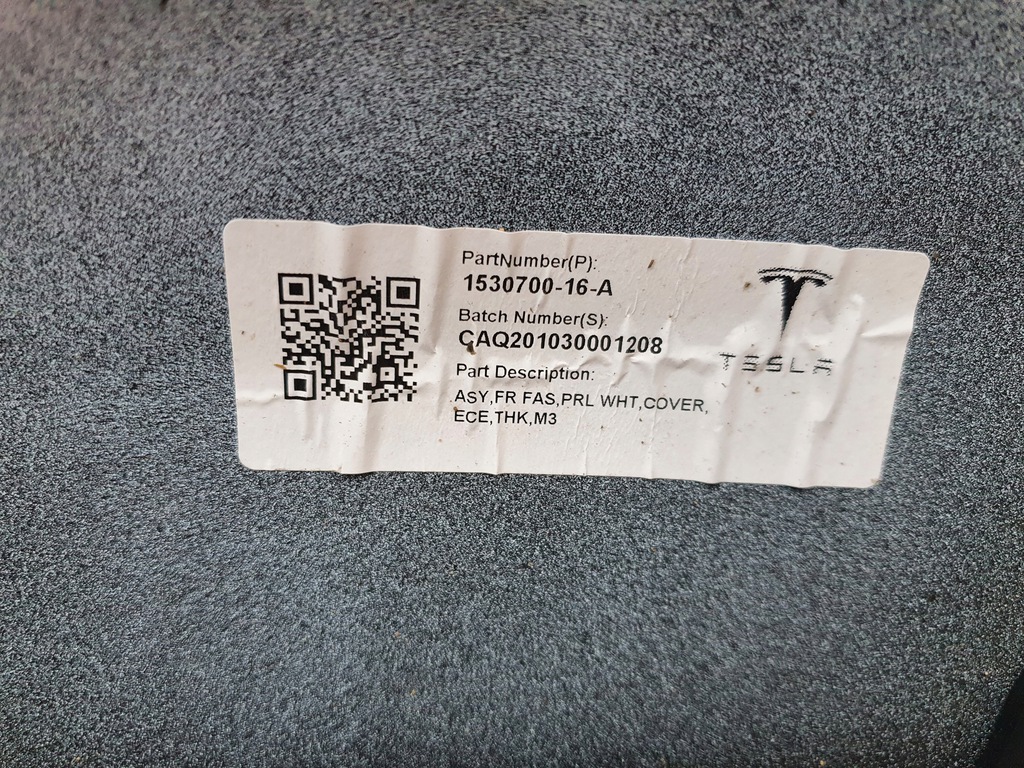 PartNumber(P):
1530700-16-A
Batch Number(S):
CAQ201030001208
Part Description:
ASY,FR FAS,PRL WHT,COVER,
ECE,THK,M3
TESLA